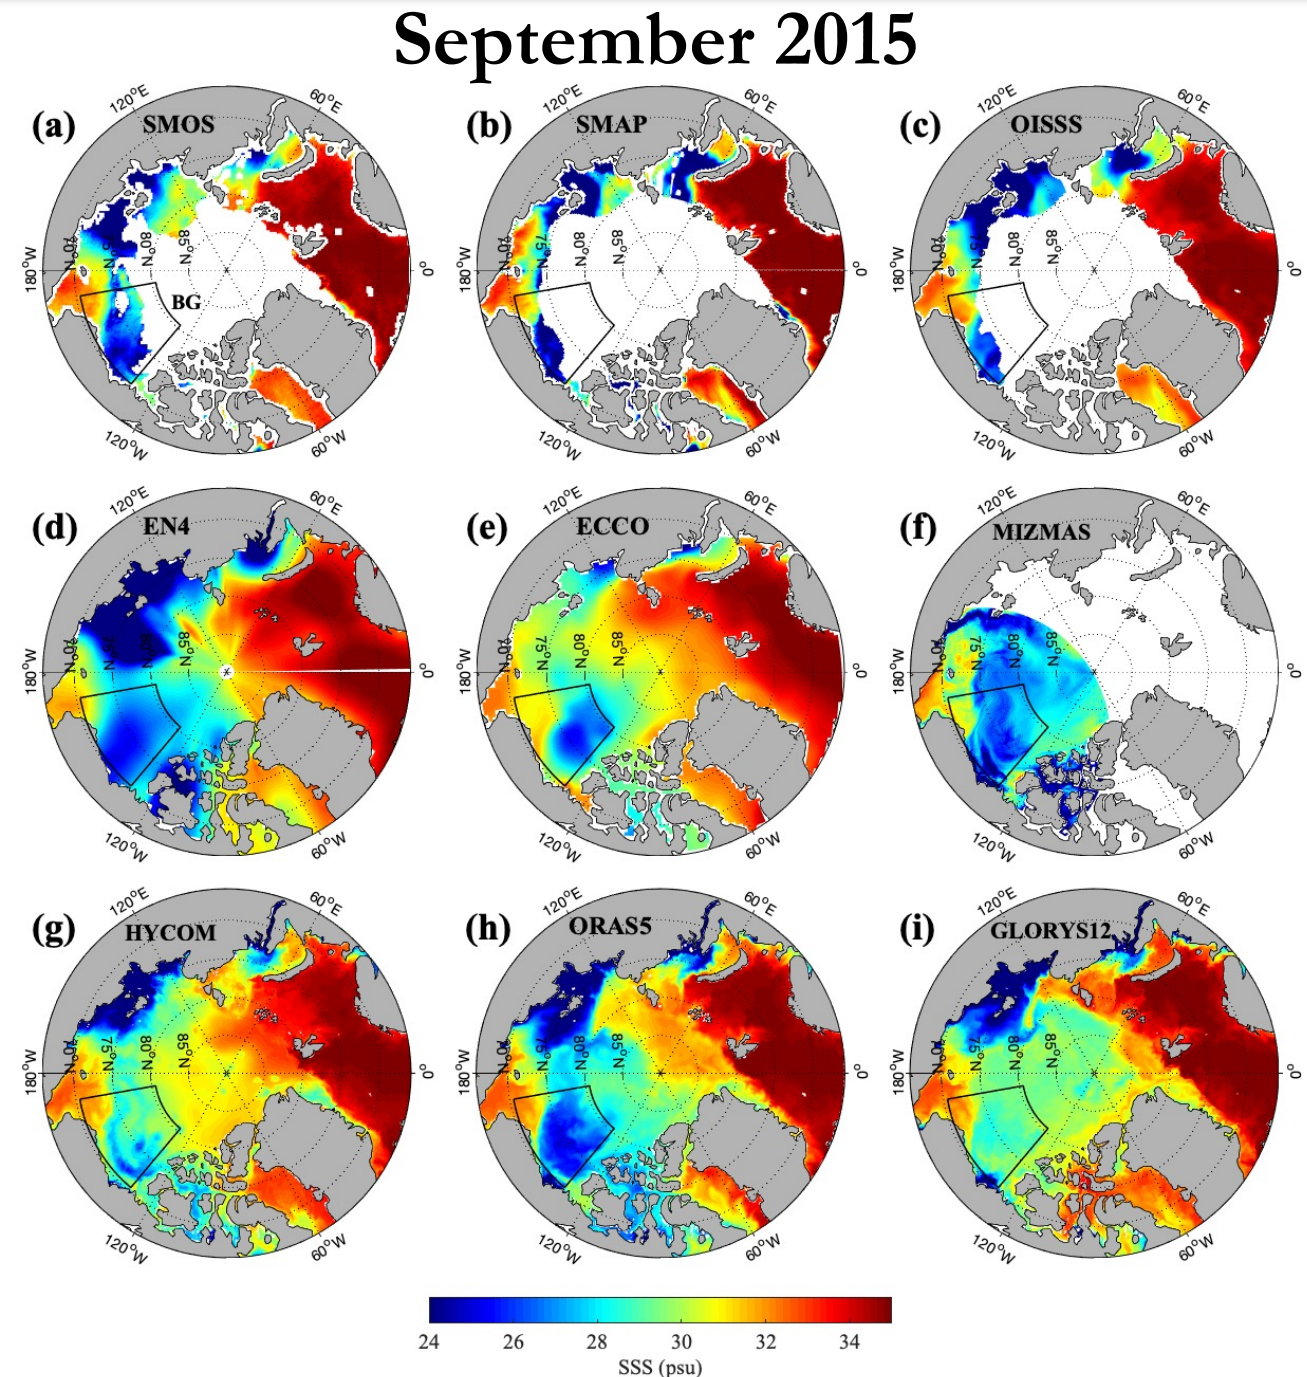 September 2015
(a) SMOS 120°E 60°E
70°N 75°N 80°N 85°N
180°W 0°
BG
120°W 60°W
(b) SMAP 120°E 60°E
70°N 75°N 80°N 85°N
180°W 0°
120°W 60°W
(c) OISSS 120°E 60°E
70°N 75°N 80°N 85°N
180°W 0°
120°W 60°W
(d) EN4 120°E 60°E
70°N 75°N 80°N 85°N
180°W 0°
120°W 60°W
(e) ECCO 120°E 60°E
70°N 75°N 80°N 85°N
180°W 0°
120°W 60°W
(f) MIZMAS 120°E 60°E
70°N 75°N 80°N 85°N
180°W 0°
120°W 60°W
(g) HYCOM 120°E 60°E
70°N 75°N 80°N 85°N
180°W 0°
120°W 60°W
(h) ORAS5 120°E 60°E
70°N 75°N 80°N 85°N
180°W 0°
120°W 60°W
(i) GLORYS12 120°E 60°E
70°N 75°N 80°N 85°N
180°W 0°
120°W 60°W
24 26 28 30 32 34
SSS (psu)